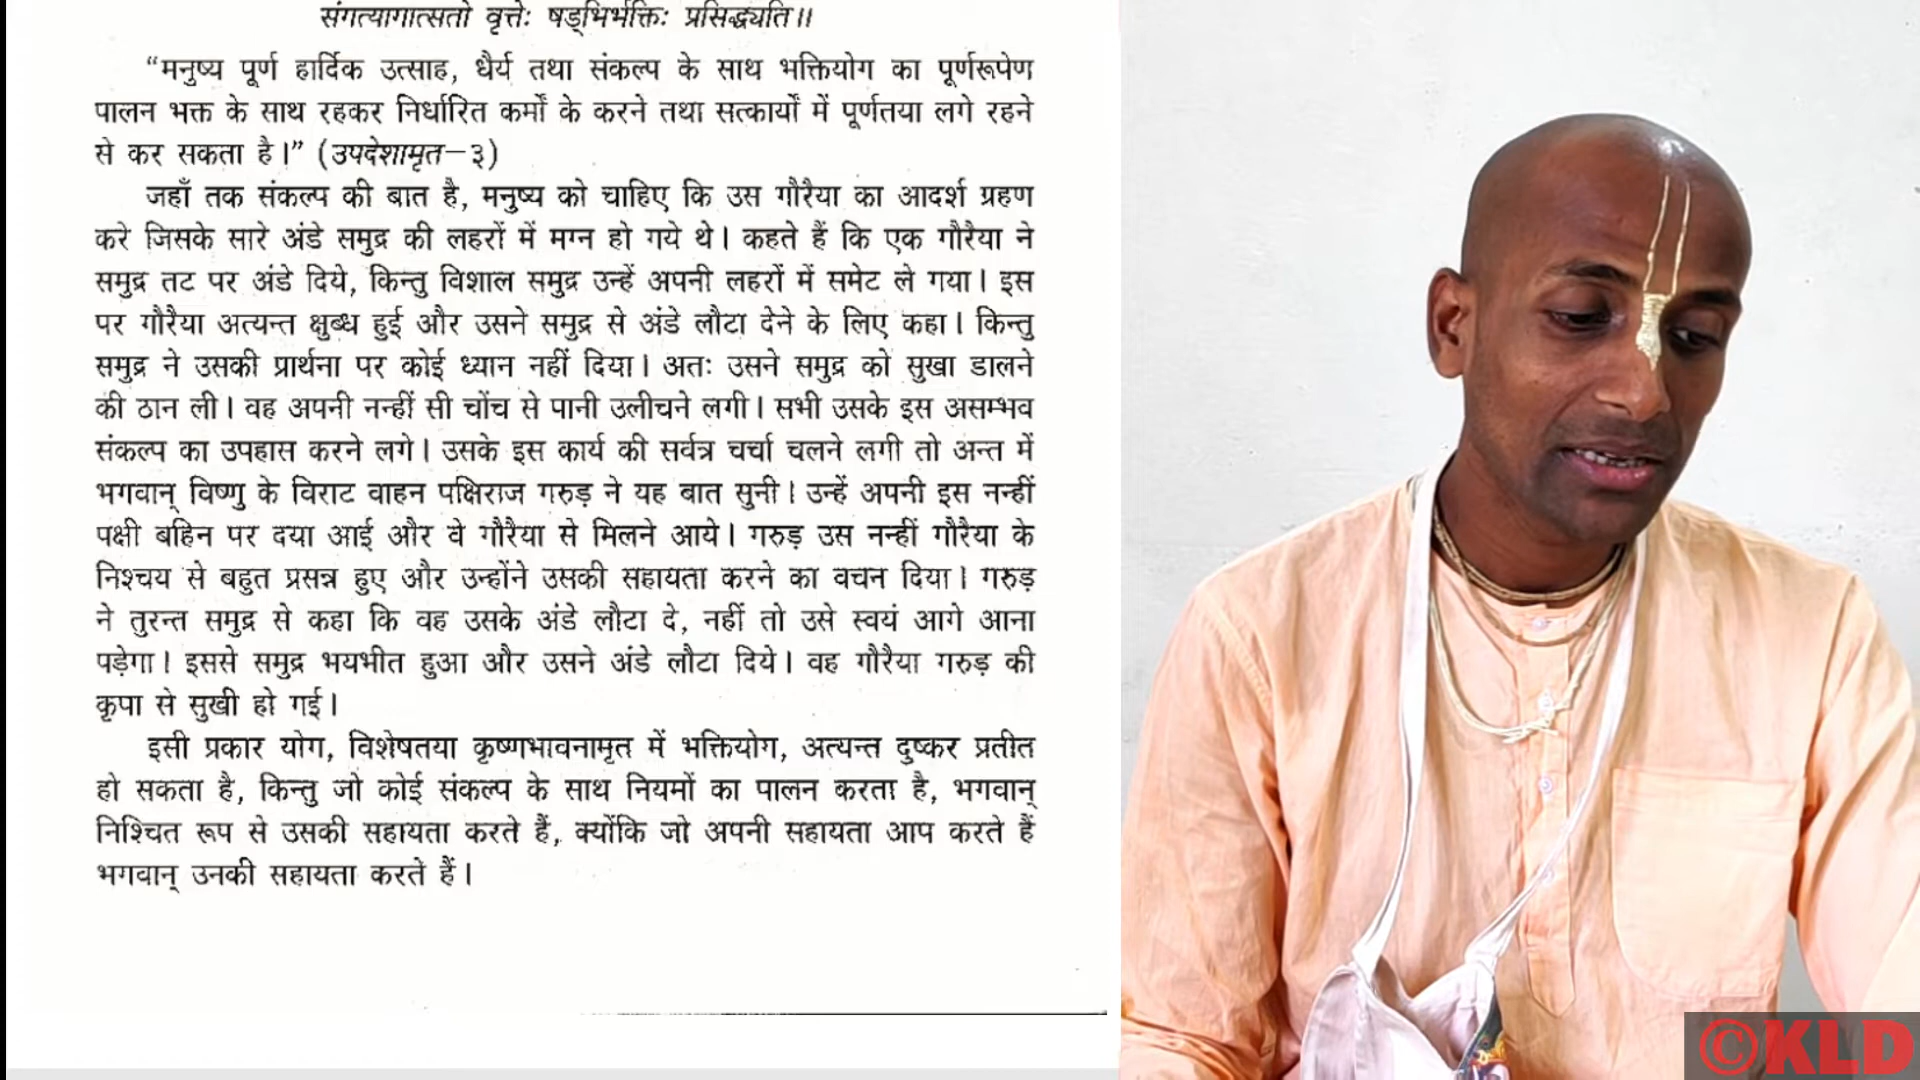 संगत्यागात्सतो वृत्तेः षड्भिर्भक्तिः प्रसिद्ध्यति॥
“मनुष्य पूर्ण हार्दिक उत्साह, धैर्य तथा संकल्प के साथ भक्तियोग का पूर्णरूपेण
पालन भक्त के साथ रहकर निर्धारित कर्मों के करने तथा सत्कार्यों में पूर्णतया लगे रहने
से कर सकता है।” (उपदेशामृत–३)
जहाँ तक संकल्प की बात है, मनुष्य को चाहिए कि उस गौरैया का आदर्श ग्रहण
करे जिसके सारे अंडे समुद्र की लहरों में मग्न हो गये थे। कहते हैं कि एक गौरैया ने
समुद्र तट पर अंडे दिये, किन्तु विशाल समुद्र उन्हें अपनी लहरों में समेट ले गया। इस
पर गौरैया अत्यन्त क्षुब्ध हुई और उसने समुद्र से अंडे लौटा देने के लिए कहा। किन्तु
समुद्र ने उसकी प्रार्थना पर कोई ध्यान नहीं दिया। अतः उसने समुद्र को सुखा डालने
की ठान ली। वह अपनी नन्हीं सी चोंच से पानी उलीचने लगी। सभी उसके इस असम्भव
संकल्प का उपहास करने लगे। उसके इस कार्य की सर्वत्र चर्चा चलने लगी तो अन्त में
भगवान् विष्णु के विराट वाहन पक्षिराज गरुड़ ने यह बात सुनी। उन्हें अपनी इस नन्हीं
पक्षी बहिन पर दया आई और वे गौरैया से मिलने आये। गरुड़ उस नन्हीं गौरैया के
निश्चय से बहुत प्रसन्न हुए और उन्होंने उसकी सहायता करने का वचन दिया। गरुड़
ने तुरन्त समुद्र से कहा कि वह उसके अंडे लौटा दे, नहीं तो उसे स्वयं आगे आना
पड़ेगा। इससे समुद्र भयभीत हुआ और उसने अंडे लौटा दिये। वह गौरैया गरुड़ की
कृपा से सुखी हो गई।
इसी प्रकार योग, विशेषतया कृष्णभावनामृत में भक्तियोग, अत्यन्त दुष्कर प्रतीत
हो सकता है, किन्तु जो कोई संकल्प के साथ नियमों का पालन करता है, भगवान्
निश्चित रूप से उसकी सहायता करते हैं, क्योंकि जो अपनी सहायता आप करते हैं
भगवान् उनकी सहायता करते हैं।
©KLD